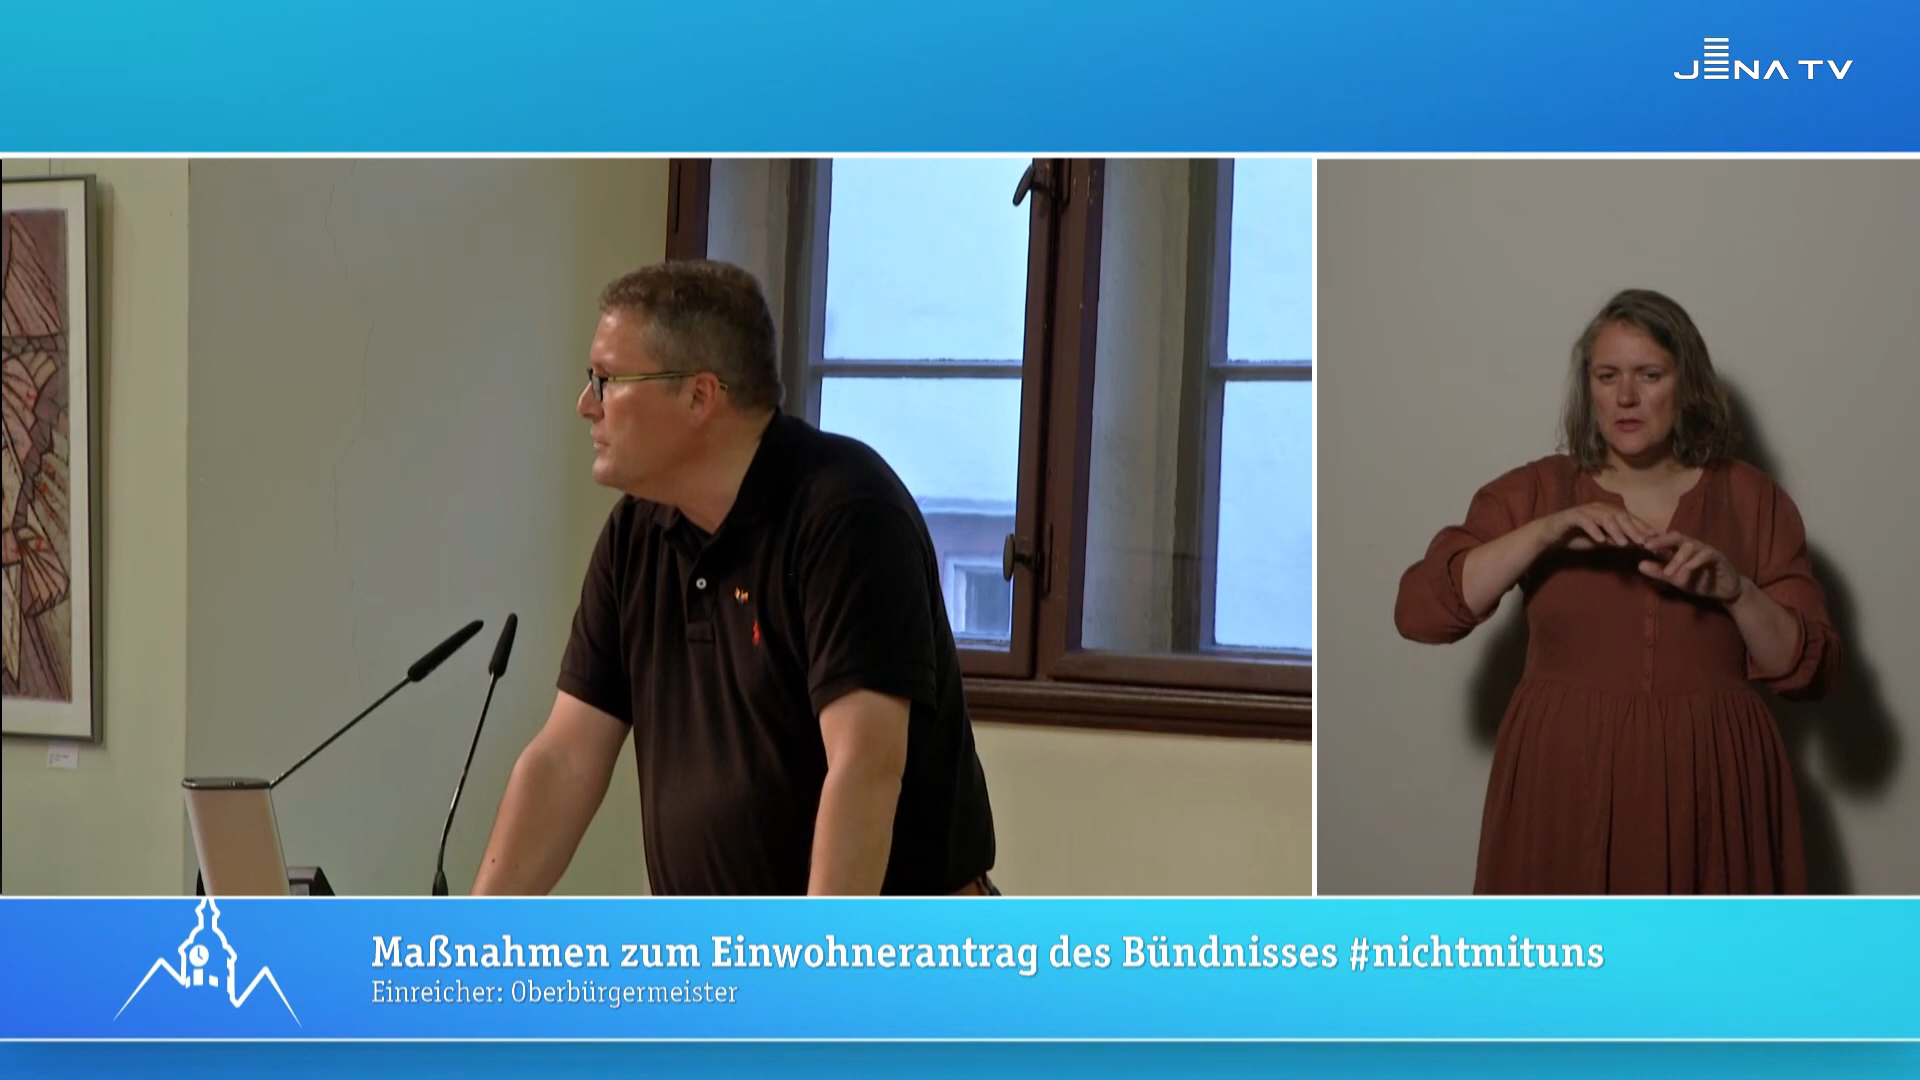 JENA TV
Maßnahmen zum Einwohnerantrag des Bündnisses #nichtmituns
Einreicher: Oberbürgermeister